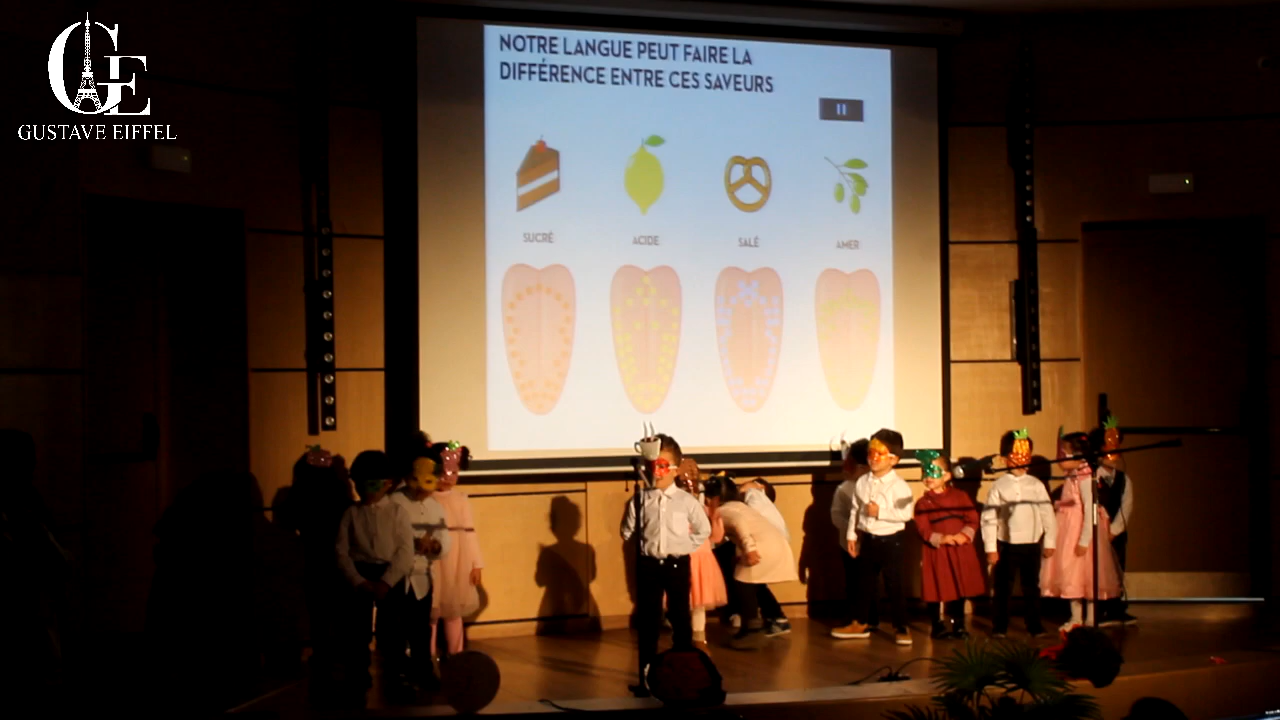 GE
GUSTAVE EIFFEL
NOTRE LANGUE PEUT FAIRE LA
DIFFÉRENCE ENTRE CES SAVEURS
SUCRÉ
ACIDE
SALÉ
AMER